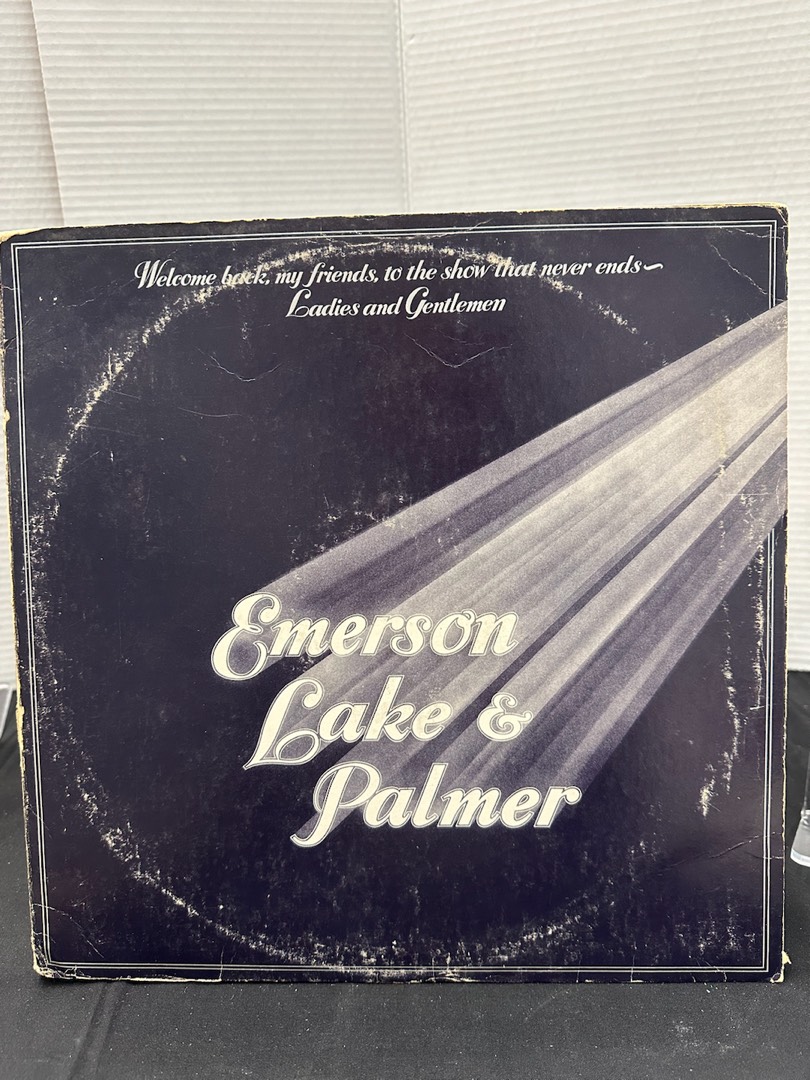 Welcome back, my friends, to the show that never ends~
Ladies and Gentlemen
Emerson
Lake &
Palmer